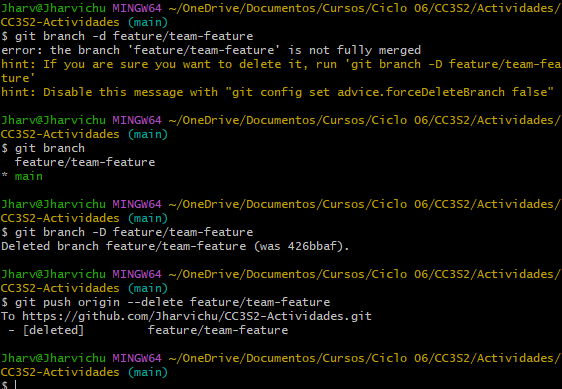 Jharv@Jharvichu MINGW64 ~/OneDrive/Documentos/Cursos/Ciclo 06/CC3S2/Actividades/
CC3S2-Actividades (main)
$ git branch -d feature/team-feature
error: the branch 'feature/team-feature' is not fully merged
hint: If you are sure you want to delete it, run 'git branch -D feature/team-fea
ture'
hint: Disable this message with "git config set advice.forceDeleteBranch false"
Jharv@Jharvichu MINGW64 ~/OneDrive/Documentos/Cursos/Ciclo 06/CC3S2/Actividades/
CC3S2-Actividades (main)
$ git branch
  feature/team-feature
* main
Jharv@Jharvichu MINGW64 ~/OneDrive/Documentos/Cursos/Ciclo 06/CC3S2/Actividades/
CC3S2-Actividades (main)
$ git branch -D feature/team-feature
Deleted branch feature/team-feature (was 426bbaf).
Jharv@Jharvichu MINGW64 ~/OneDrive/Documentos/Cursos/Ciclo 06/CC3S2/Actividades/
CC3S2-Actividades (main)
$ git push origin --delete feature/team-feature
To https://github.com/Jharvichu/CC3S2-Actividades.git
 - [deleted]         feature/team-feature
Jharv@Jharvichu MINGW64 ~/OneDrive/Documentos/Cursos/Ciclo 06/CC3S2/Actividades/
CC3S2-Actividades (main)
$